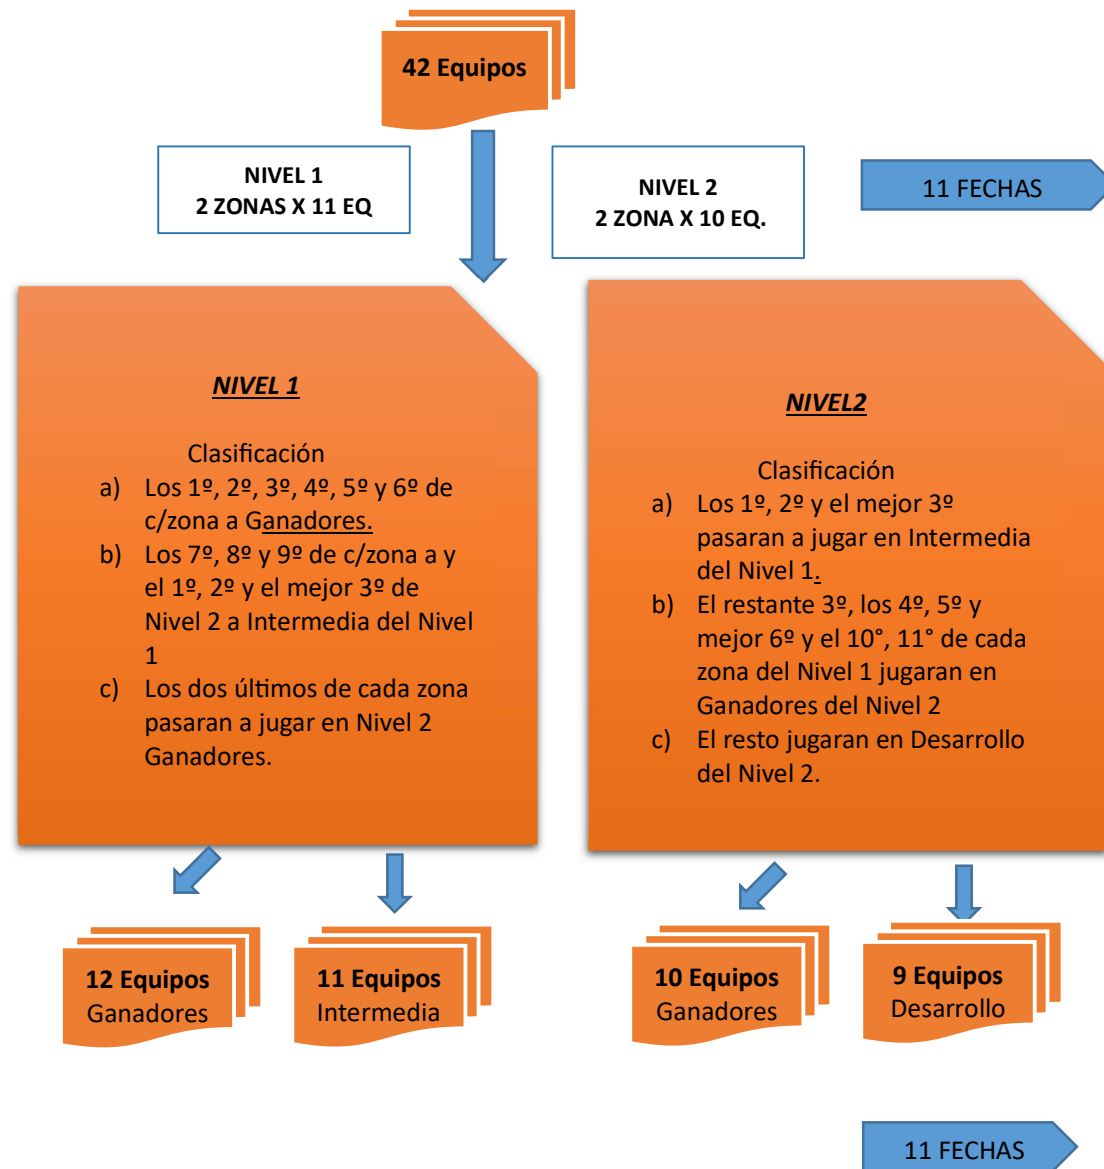 42 Equipos
NIVEL 1
2 ZONAS X 11 EQ
NIVEL 2
2 ZONA X 10 EQ.
11 FECHAS
NIVEL 1
Clasificación
a) Los 1º, 2º, 3º, 4º, 5º y 6º de
c/zona a Ganadores.
b) Los 7º, 8º y 9º de c/zona a y
el 1º, 2º y el mejor 3º de
Nivel 2 a Intermedia del Nivel
1
c) Los dos últimos de cada zona
pasaran a jugar en Nivel 2
Ganadores.
NIVEL2
Clasificación
a) Los 1º, 2º y el mejor 3º
pasaran a jugar en Intermedia
del Nivel 1.
b) El restante 3º, los 4º, 5º y
mejor 6º y el 10°, 11° de cada
zona del Nivel 1 jugaran en
Ganadores del Nivel 2
c) El resto jugaran en Desarrollo
del Nivel 2.
12 Equipos
Ganadores
11 Equipos
Intermedia
10 Equipos
Ganadores
9 Equipos
Desarrollo
11 FECHAS